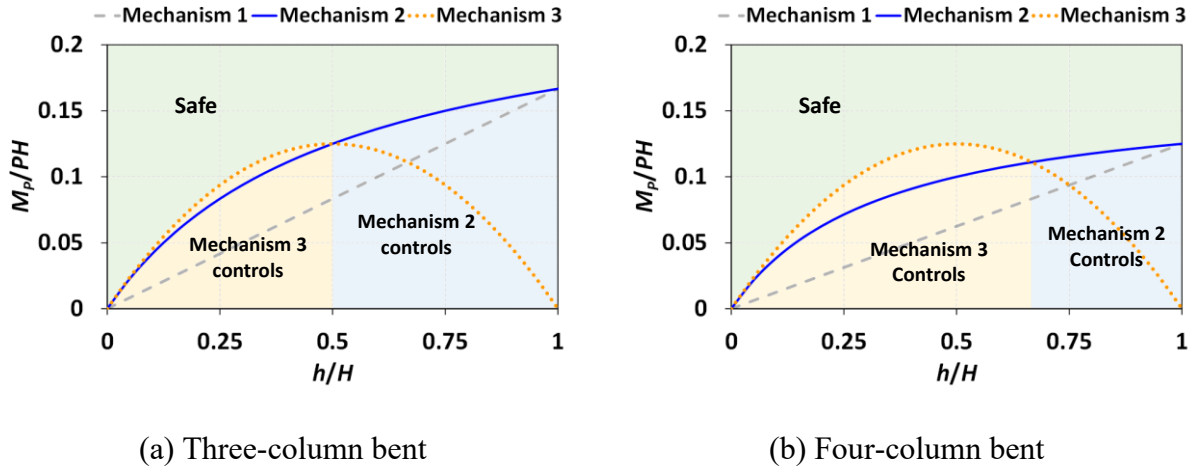 Mechanism 1 Mechanism 2 Mechanism 3
0.2
0.15
0.1
0.05
0
M_P/PH
Safe
Mechanism 3
controls
Mechanism 2
controls
0 0.25 0.5 0.75 1
h/H
(a) Three-column bent
Mechanism 1 Mechanism 2 Mechanism 3
0.2
0.15
0.1
0.05
0
M_P/PH
Safe
Mechanism 3
Controls
Mechanism 2
Controls
0 0.25 0.5 0.75 1
h/H
(b) Four-column bent